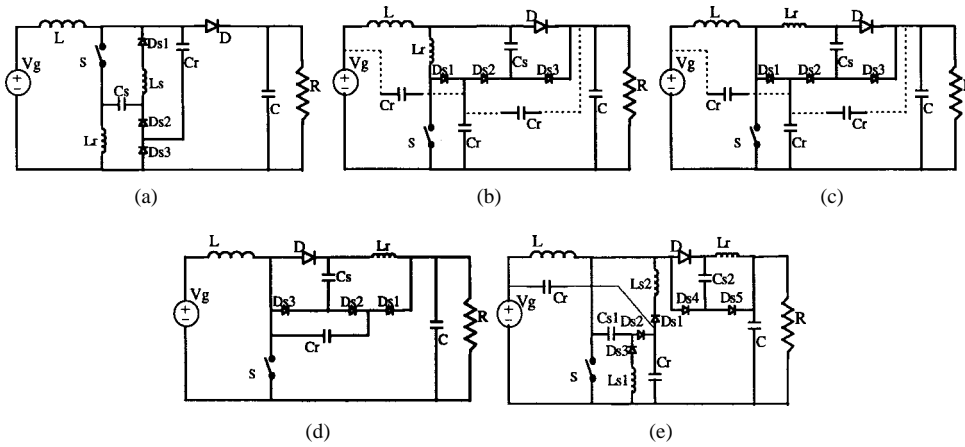 L
S
Ds1
Cr
D
Vg
Ls
Cs
Ds2
Lr
Ds3
C
R
(a)
L
Lr
D
Vg
Cs
Ds1 Ds2 Ds3
Cr
Cr
Cr
S
C
R
(b)
L
Lr
D
Vg
Cs
Ds1 Ds2 Ds3
Cr
Cr
Cr
S
C
(c)
L
D
Lr
Cs
Vg
Ds3 Ds2 Ds1
Cr
S
C
R
(d)
L
D
Lr
Vg
Cr
Ls2
Cs2
Ds4 Ds5
Cs1 Ds2 Ds1
Ds3
S
Ls1
Cr
C
R
(e)